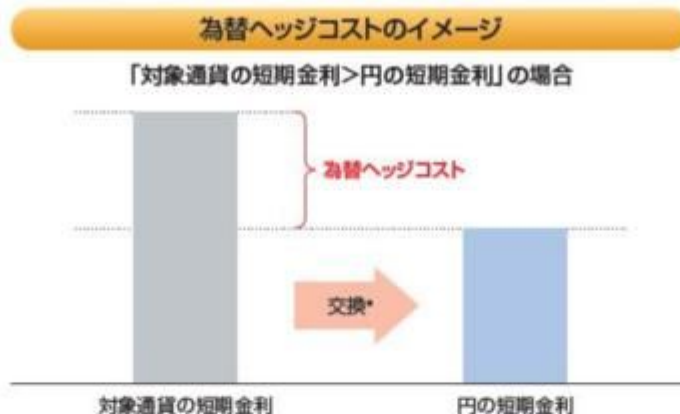 為替ヘッジコストのイメージ
「対象通貨の短期金利>円の短期金利」の場合
為替ヘッジコスト
交換*
対象通貨の短期金利
円の短期金利